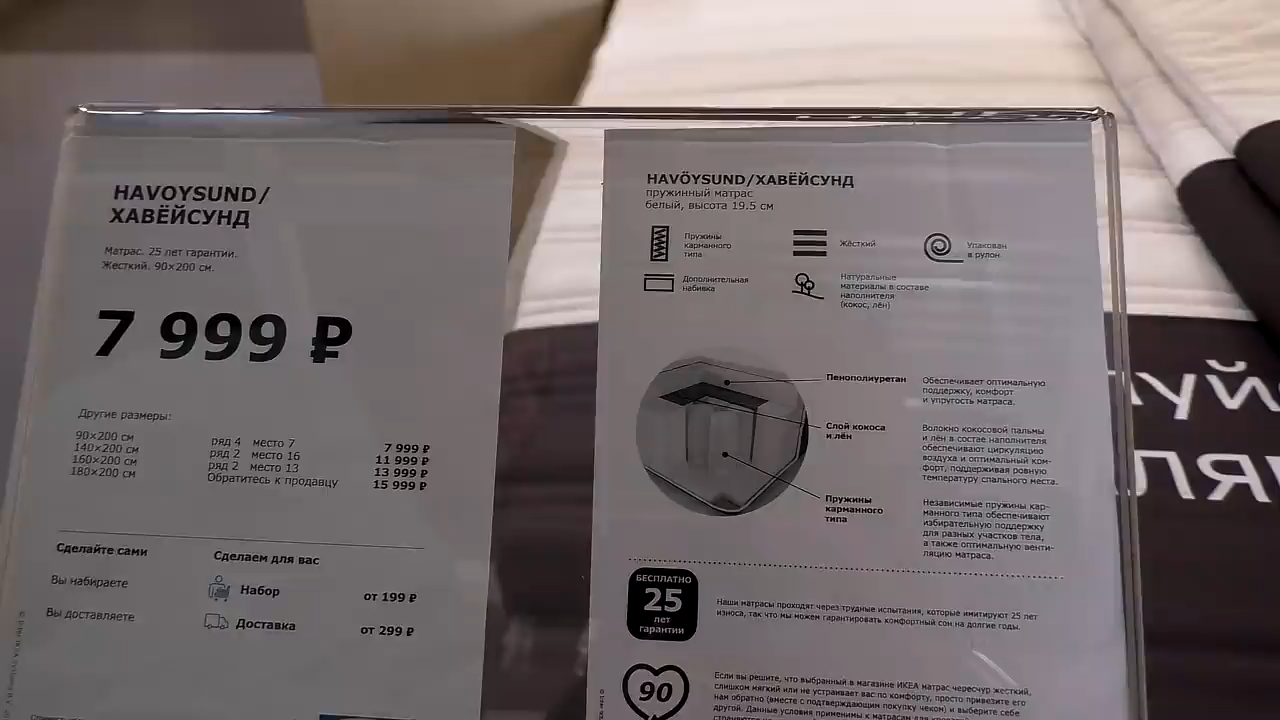 HAVOYSUND/
ХАВЁЙСУНД
Матрас. 25 лет гарантии.
Жесткий. 90×200 см.
7 999 ₽
Другие размеры:
90×200 см ряд 4 место 7 7 999 ₽
140×200 см ряд 2 место 16 11 999 ₽
160×200 см ряд 2 место 13 13 999 ₽
180×200 см Обратитесь к продавцу 15 999 ₽
Сделайте сами Сделаем для вас
Вы набираете Набор от 199 ₽
Вы доставляете Доставка от 299 ₽
HAVÖYSUND/ХАВЁЙСУНД
пружинный матрас
белый, высота 19.5 см
Пружины
карманного
типа
Жёсткий
Упакован
в рулон
Дополнительная
набивка
Натуральные
материалы в составе
наполнителя
(кокос, лён)
Пенополиуретан
Обеспечивает оптимальную
поддержку, комфорт
и упругость матраса.
Слой кокоса
и лён
Волокно кокосовой пальмы
и лён в состае наполнителя
обеспечивают циркуляцию
воздуха и оптимальный ком-
форт, поддерживая ровную
температуру спального места.
Пружины
карманного
типа
Независимые пружины кар-
манного типа обеспечивают
избирательную поддержку
для разных участков тела,
а также оптимальную венти-
ляцию матраса.
БЕСПЛАТНО
25
лет
гарантии
Наши матрасы проходят через трудные испытания, которые имитируют 25 лет
износа, так что мы можем гарантировать комфортный сон на долгие годы.
90
Если вы решите, что выбранный в магазине ИКЕА матрас чересчур жесткий,
слишком мягкий или не устраивает вас по комфорту, просто привезите его
нам обратно (вместе с подтверждающим покупку чеком) и выберите себе
другой. Данные условия применимы к матрасам для
уй
ля